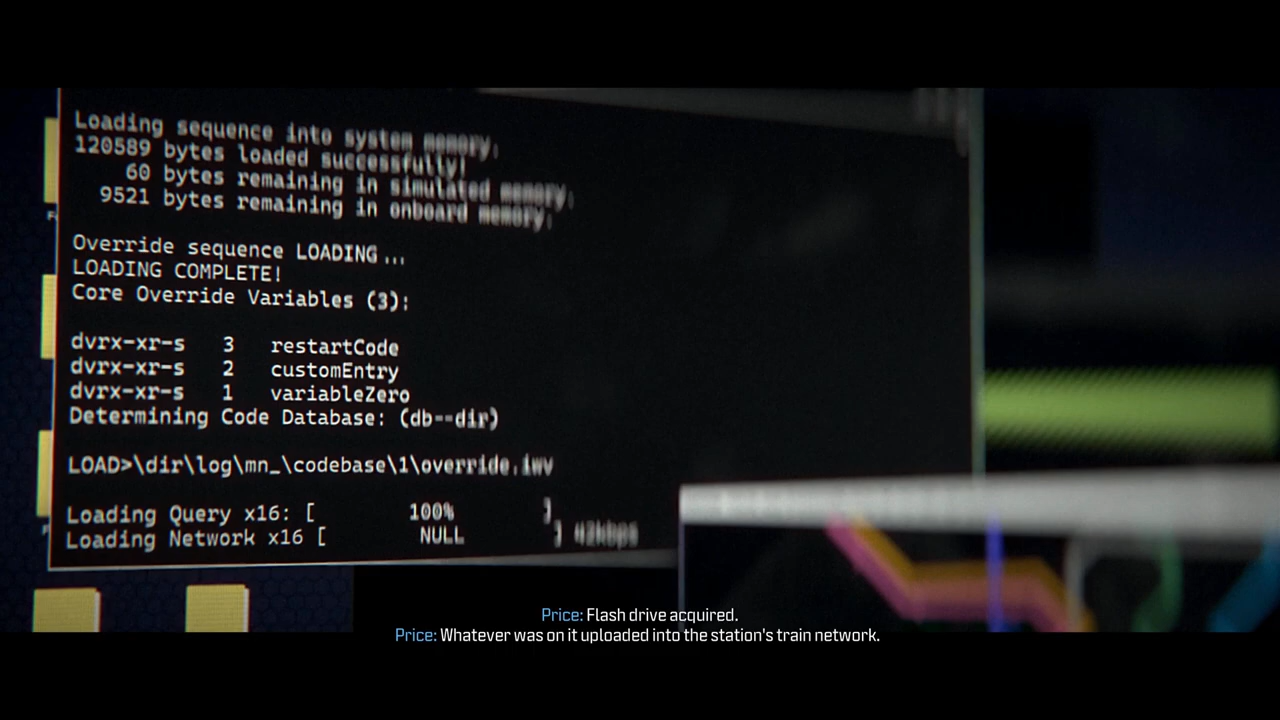 Loading sequence into system memory;
120589 bytes loaded successfully!
60 bytes remaining in simulated memory;
9521 bytes remaining in onboard memory;
Override sequence LOADING...
LOADING COMPLETE!
Core Override Variables (3):
dvrx-xr-s 3 restartCode
dvrx-xr-s 2 customEntry
dvrx-xr-s 1 variableZero
Determining Code Database: (db--dir)
LOAD>\dir\log\mn_\codebase\1\override.iwv
Loading Query x16: [ 100% ]
Loading Network x16 [ NULL ] 42kbps
Price: Flash drive acquired.
Price: Whatever was on it uploaded into the station's train network.